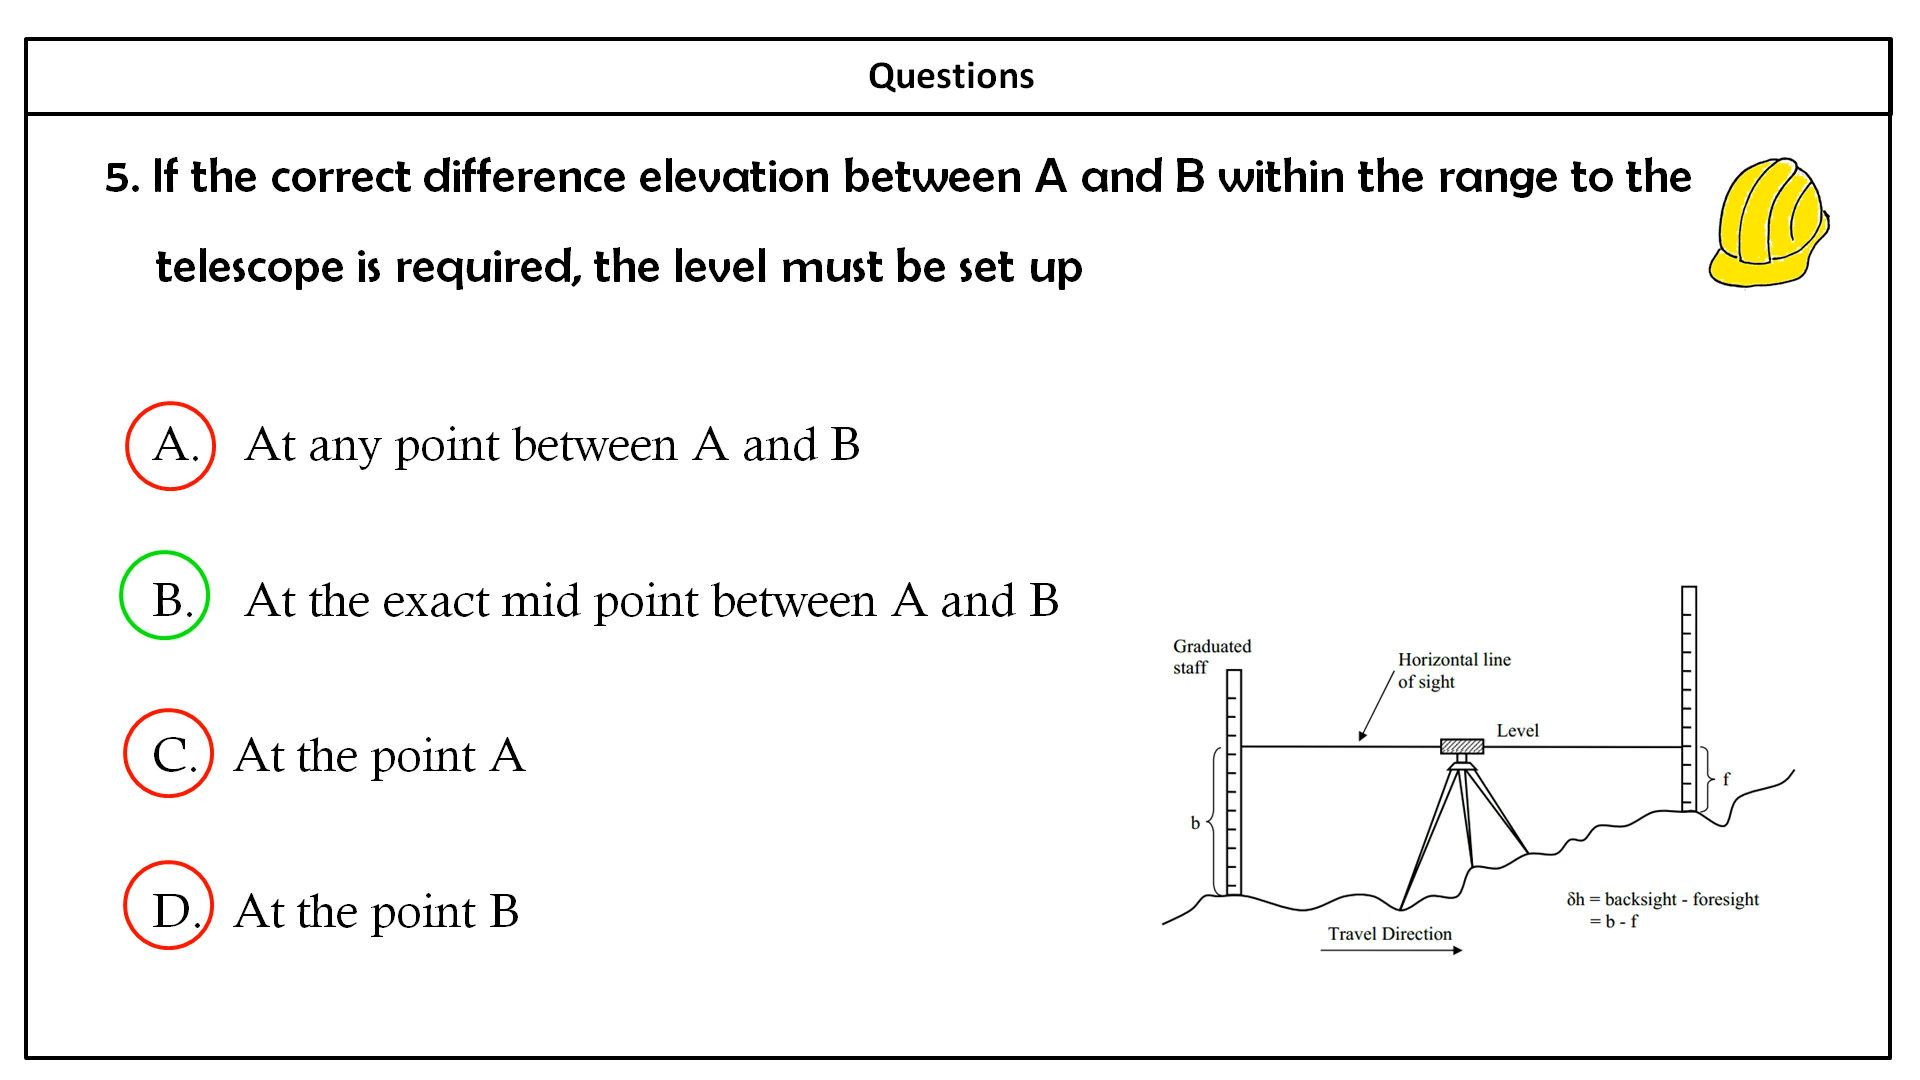 Questions
5. If the correct difference elevation between A and B within the range to the
telescope is required, the level must be set up
A. At any point between A and B
B. At the exact mid point between A and B
C. At the point A
D. At the point B
Graduated
staff
Horizontal line
of sight
Level
f
b
δh = backsight - foresight
= b - f
Travel Direction